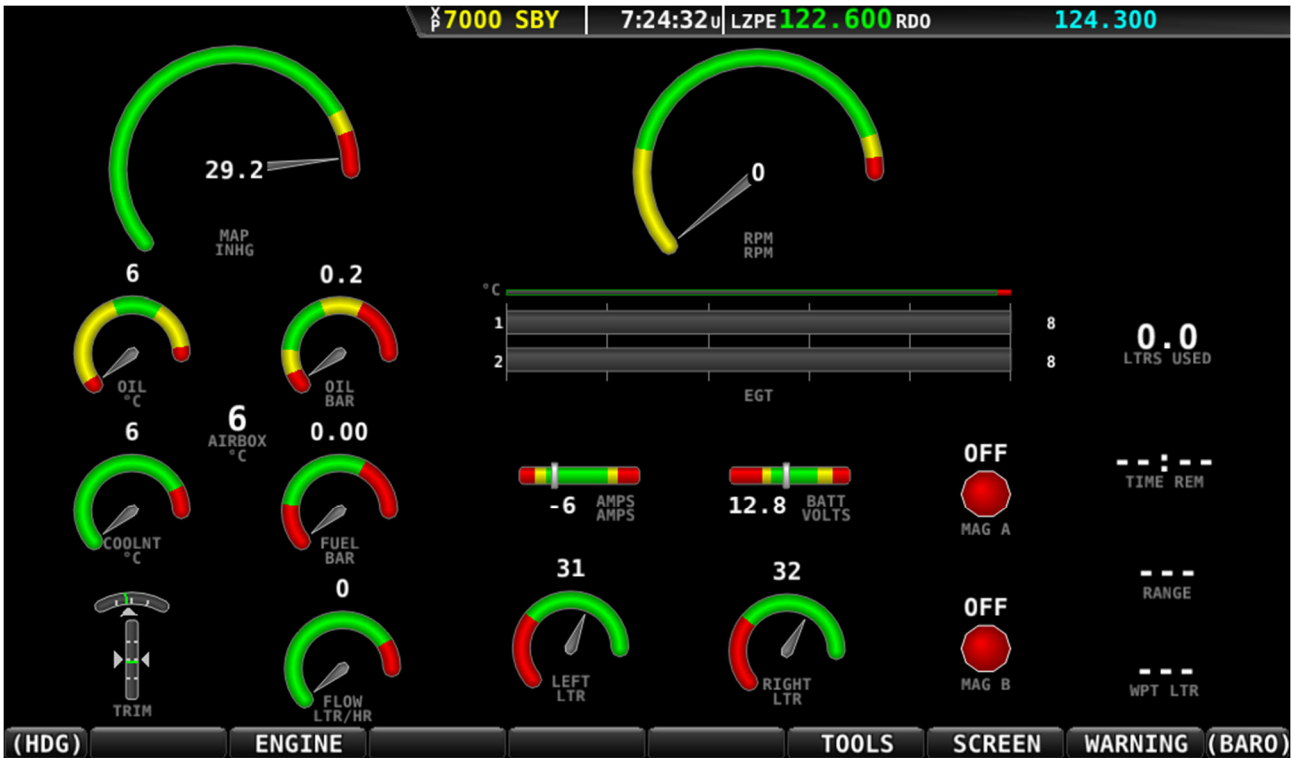 XP 7000 SBY 7:24:32U LZPE 122.600 RDO 124.300
29.2
MAP
INHG
0
RPM
RPM
6
OIL
°C
0.2
OIL
BAR
°C
1 8
2 8
EGT
0.0
LTRS USED
6
AIRBOX
°C
6
COOLNT
°C
0.00
FUEL
BAR
-6 AMPS
AMPS
12.8 BATT
VOLTS
OFF
MAG A
--:--
TIME REM
TRIM
0
FLOW
LTR/HR
31
LEFT
LTR
32
RIGHT
LTR
OFF
MAG B
---
RANGE
---
WPT LTR
(HDG) ENGINE TOOLS SCREEN WARNING (BARO)